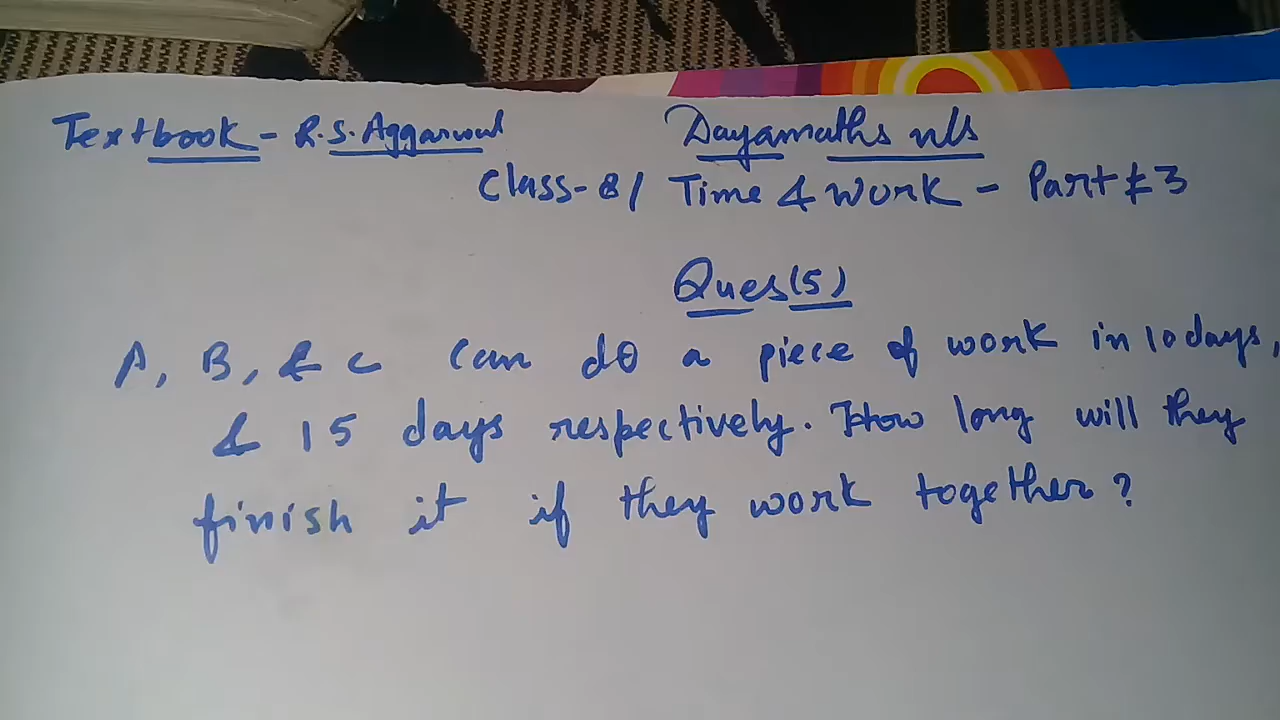 Textbook - R.S. Aggarwal
Dayamaths nls
Class-8/ Time & Work - Part # 3
Ques(5)
A, B, & C can do a piece of work in 10 days,
& 15 days respectively. How long will they
finish it if they work together?